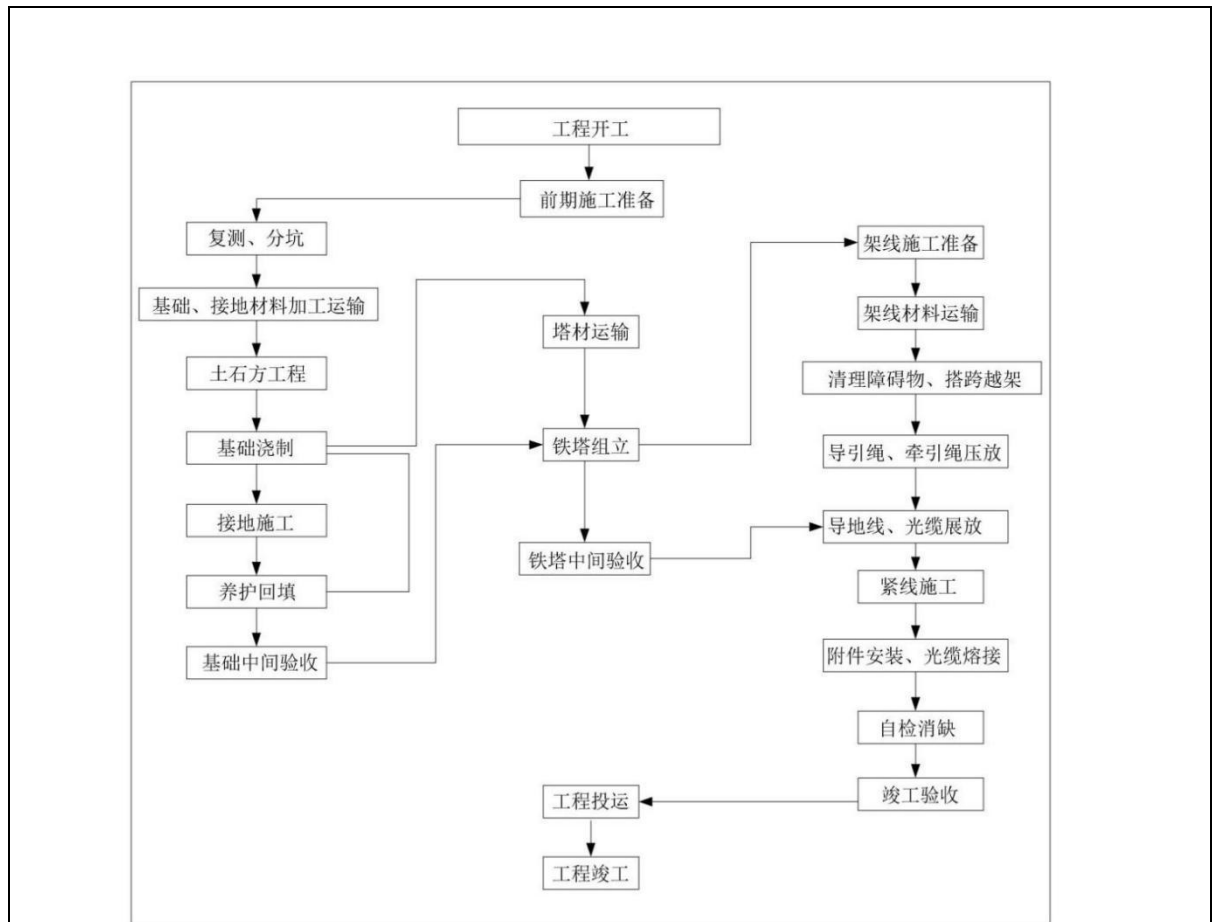 工程开工
前期施工准备
复测、分坑
基础、接地材料加工运输
土石方工程
基础浇制
接地施工
养护回填
基础中间验收
塔材运输
铁塔组立
铁塔中间验收
架线施工准备
架线材料运输
清理障碍物、搭跨越架
导引绳、牵引绳压放
导地线、光缆展放
紧线施工
附件安装、光缆熔接
自检消缺
竣工验收
工程投运
工程竣工